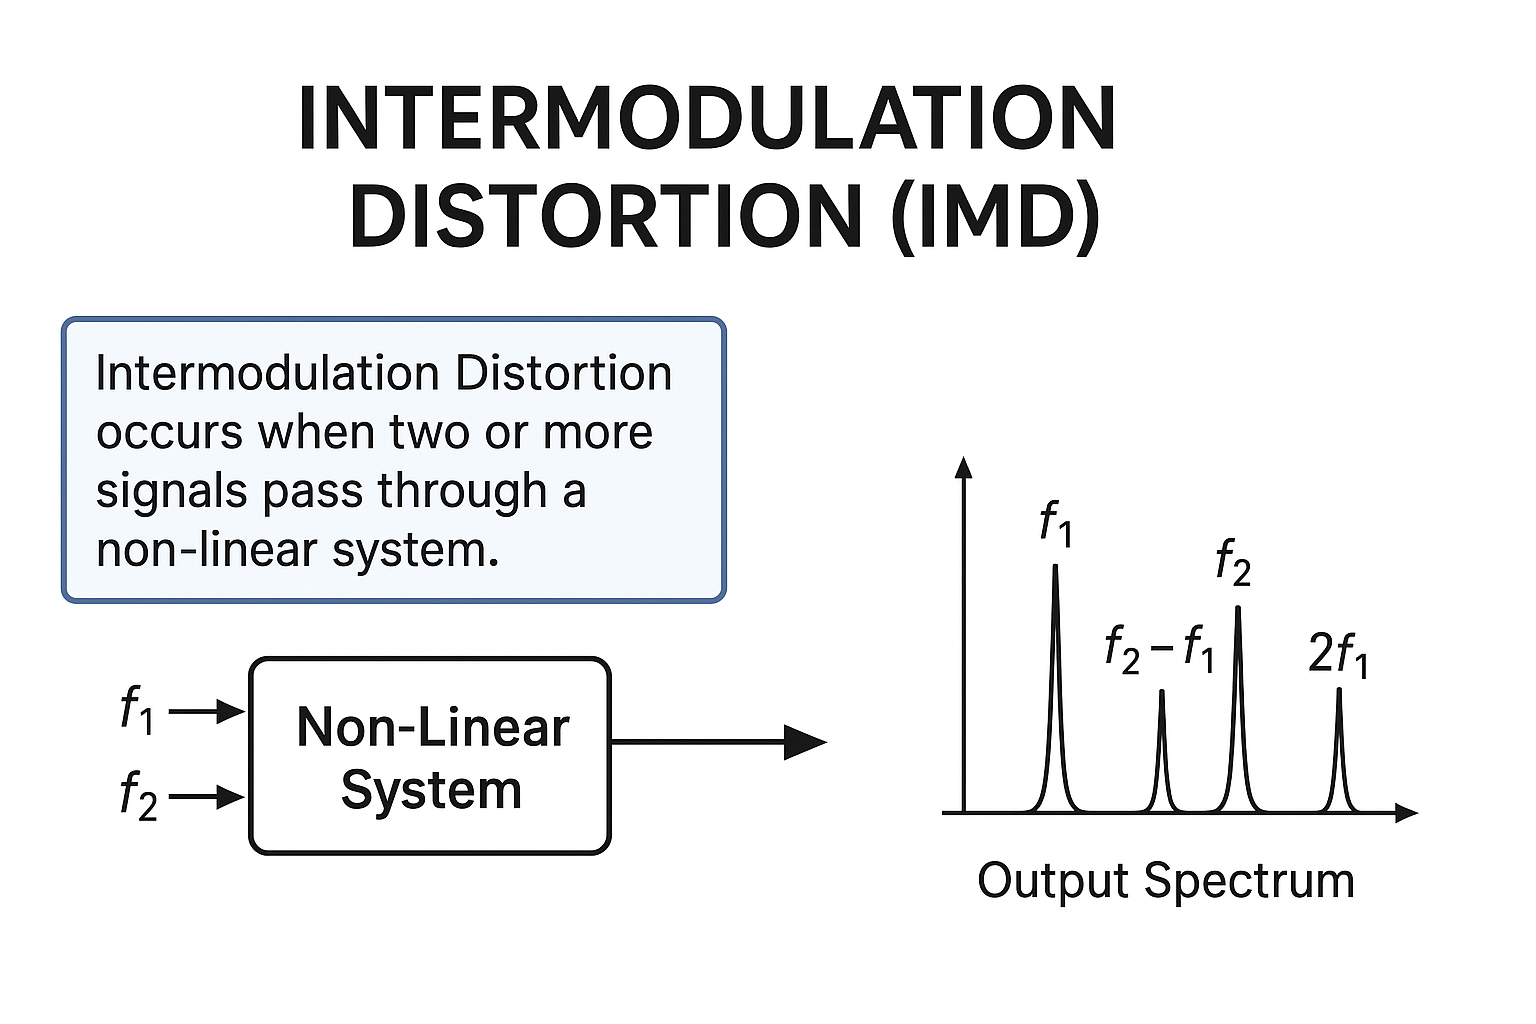 INTERMODULATION
DISTORTION (IMD)
Intermodulation Distortion
occurs when two or more
signals pass through a
non-linear system.
f₁
f₂
Non-Linear
System
f₁
f₂
f₂ – f₁
2f₁
Output Spectrum